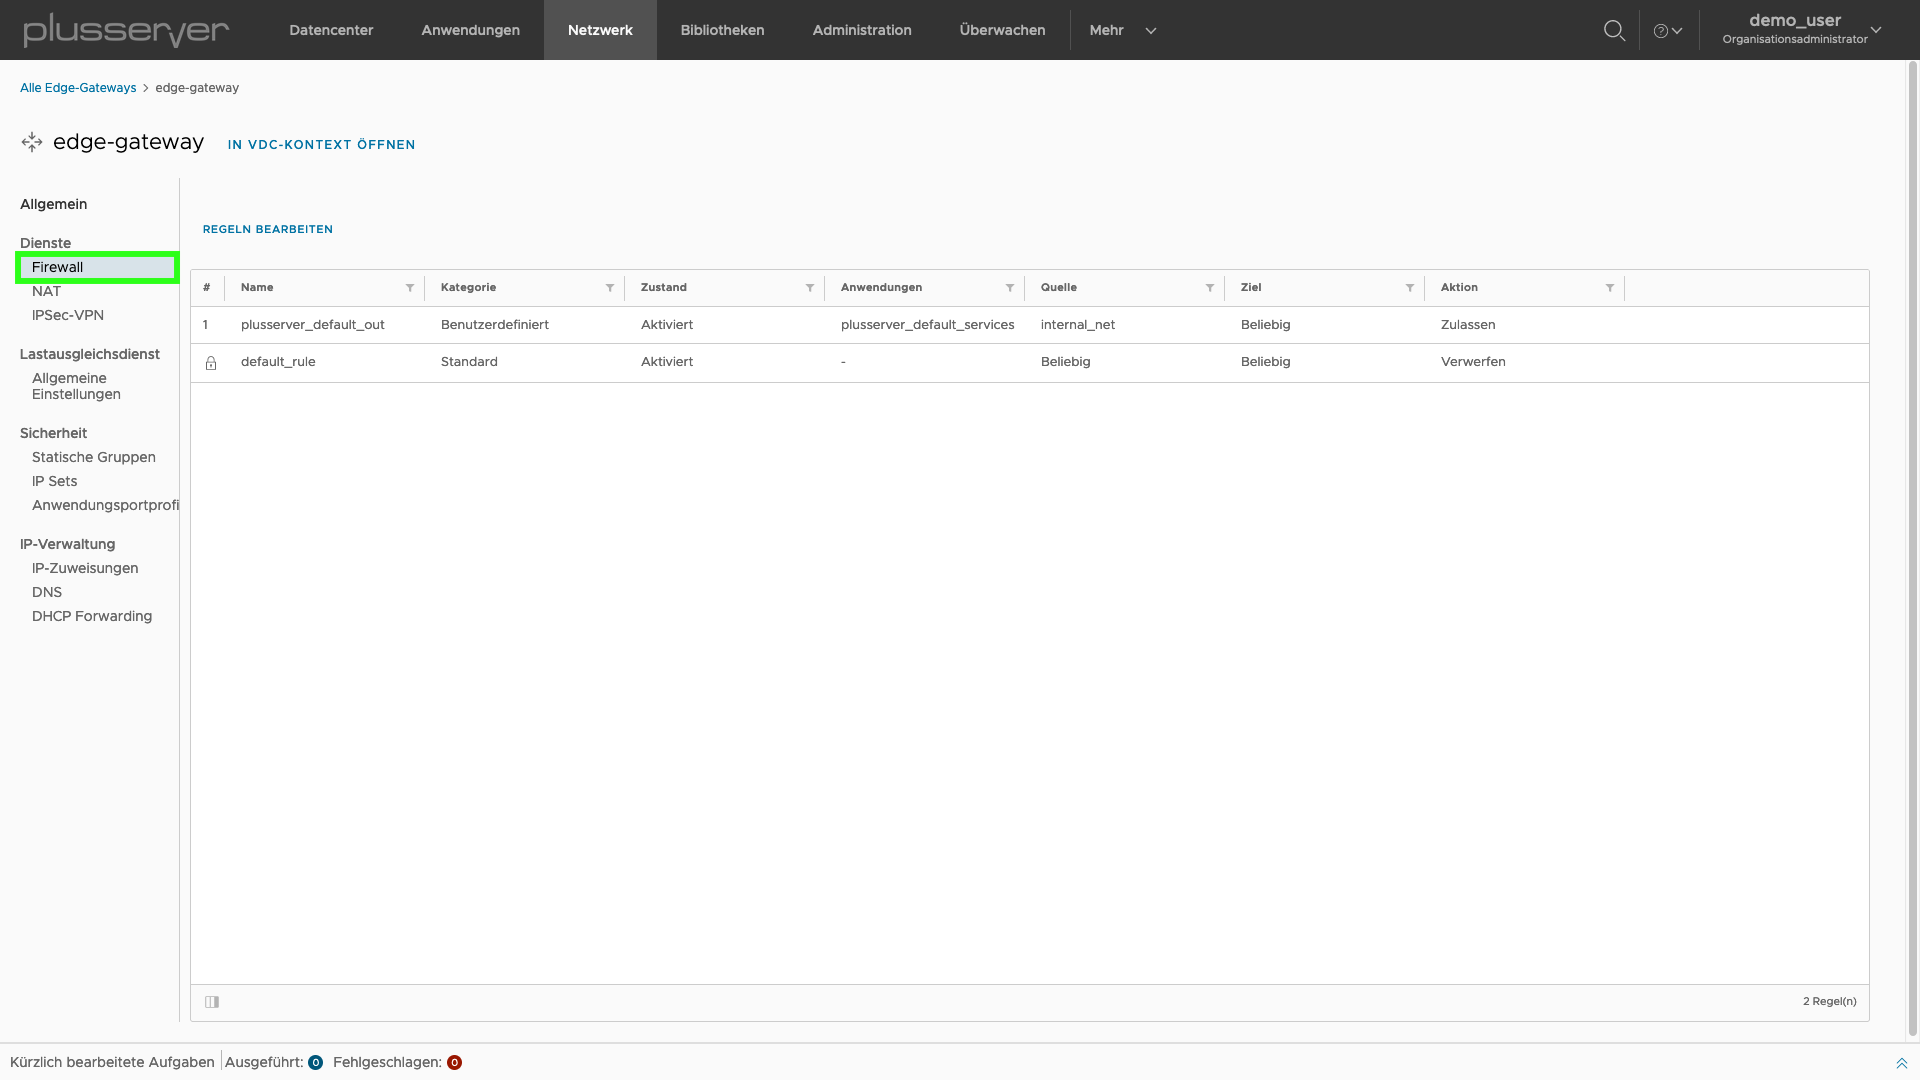 plusserver
Datencenter
Anwendungen
Netzwerk
Bibliotheken
Administration
Überwachen
Mehr
demo_user
Organisationsadministrator
Alle Edge-Gateways > edge-gateway
edge-gateway
IN VDC-KONTEXT ÖFFNEN
Allgemein
Dienste
Firewall
NAT
IPSec-VPN
Lastausgleichsdienst
Allgemeine
Einstellungen
Sicherheit
Statische Gruppen
IP Sets
Anwendungsportprofi
IP-Verwaltung
IP-Zuweisungen
DNS
DHCP Forwarding
REGELN BEARBEITEN
# Name Kategorie Zustand Anwendungen Quelle Ziel Aktion
1 plusserver_default_out Benutzerdefiniert Aktiviert plusserver_default_services internal_net Beliebig Zulassen
default_rule Standard Aktiviert - Beliebig Beliebig Verwerfen
2 Regel(n)
Kürzlich bearbeitete Aufgaben Ausgeführt: 0 Fehlgeschlagen: 0